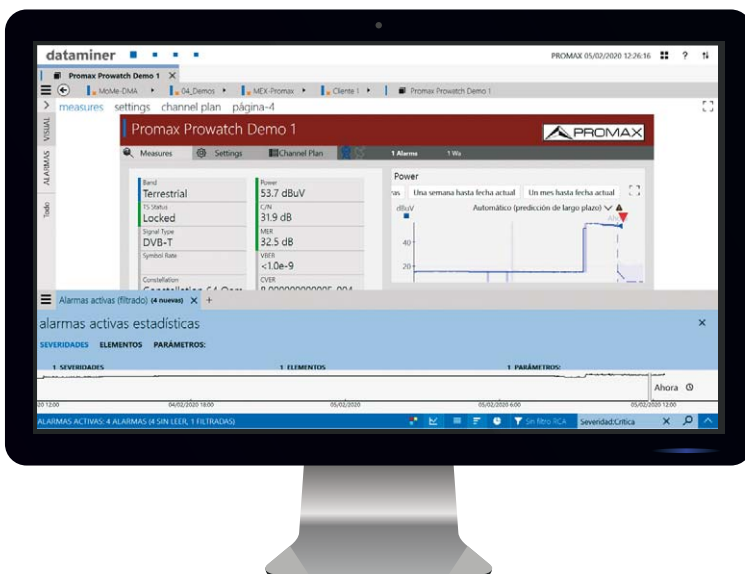 dataminer
PROMAX 05/02/2020 12:26:16 ?
Promax Prowatch Demo 1 X
MoMe-DMA 04_Demos MEX-Promax Cliente 1 Promax Prowatch Demo 1
measures settings channel plan página-4
VISUAL
ALARMAS
Todo
Promax Prowatch Demo 1
PROMAX
Measures Settings Channel Plan 1 Alarms
Band
Terrestrial
TS Status
Locked
Signal Type
DVB-T
Symbol Rate
Constellation
Power
53.7 dBuV
C/N
31.9 dB
MER
32.5 dB
VBER
<1.0e-9
CVER
Power
Una semana hasta fecha actual Un mes hasta fecha actual
dBuV Automático (predicción de largo plazo)
40
20
Alarmas activas (filtrado) (4 nuevas) X +
alarmas activas estadísticas X
SEVERIDADES ELEMENTOS PARÁMETROS:
1 SEVERIDADES 1 ELEMENTOS 1 PARÁMETROS:
Ahora
20 12:00 04/02/2020 18:00 05/02/2020 05/02/2020 6:00 05/02/2020 12:00
ALARMAS ACTIVAS: 4 ALARMAS (4 SIN LEER, 1 FILTRADAS) Sin filtro RCA Severidad:Crítica X